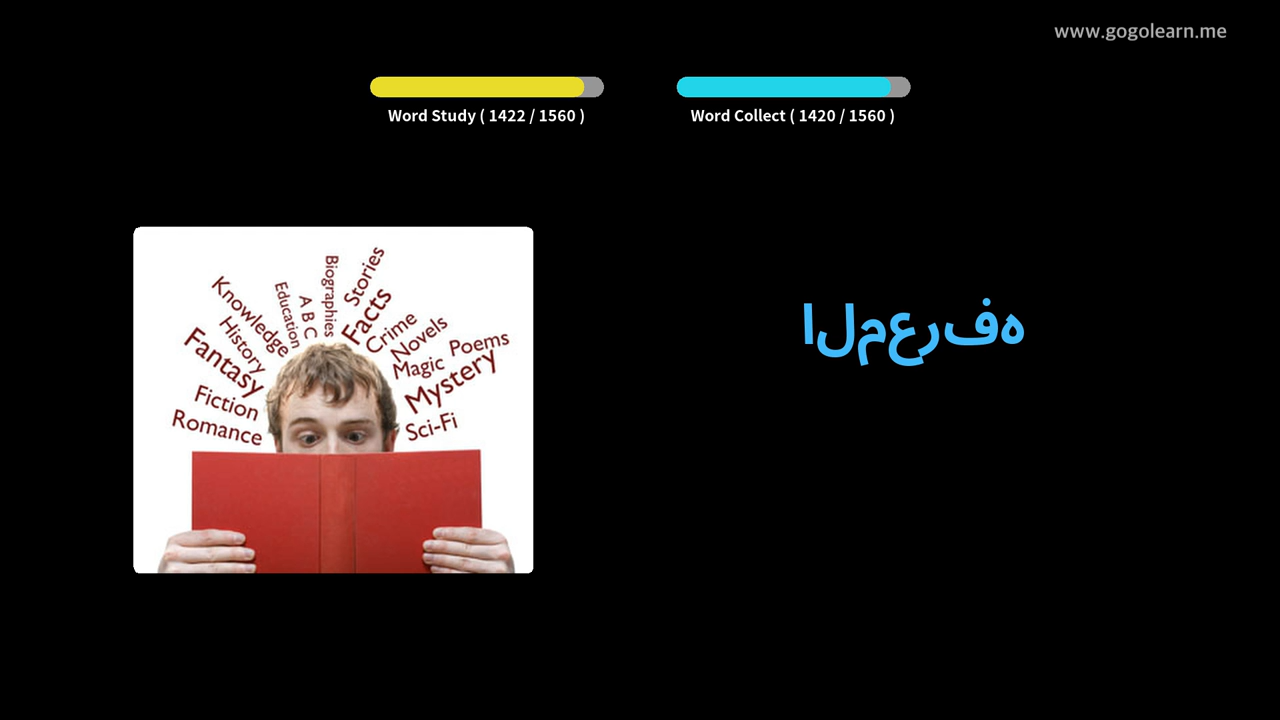 www.gogolearn.me
Word Study ( 1422 / 1560 )
Word Collect ( 1420 / 1560 )
Romance
Fiction
Fantasy
History
Knowledge
Education
A B C
Biographies
Stories
Facts
Crime
Novels
Magic
Poems
Mystery
Sci-Fi
المعرفه